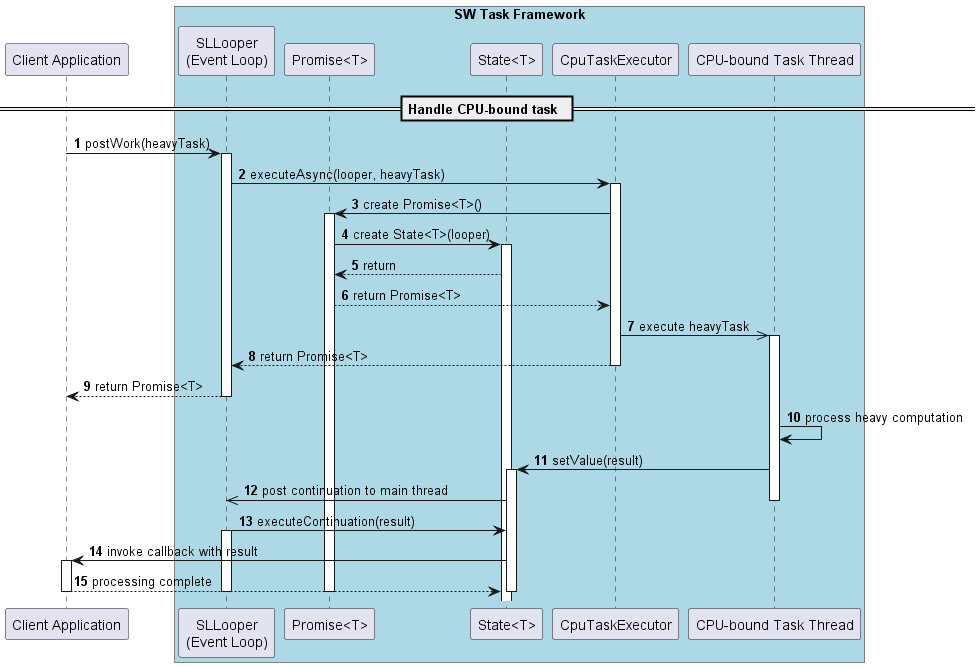 SW Task Framework
Client Application
SLLooper
(Event Loop)
Promise<T>
State<T>
CpuTaskExecutor
CPU-bound Task Thread
Handle CPU-bound task
1 postWork(heavyTask)
2 executeAsync(looper, heavyTask)
3 create Promise<T>()
4 create State<T>(looper)
5 return
6 return Promise<T>
7 execute heavyTask
8 return Promise<T>
9 return Promise<T>
10 process heavy computation
11 setValue(result)
12 post continuation to main thread
13 executeContinuation(result)
14 invoke callback with result
15 processing complete
Client Application
SLLooper
(Event Loop)
Promise<T>
State<T>
CpuTaskExecutor
CPU-bound Task Thread